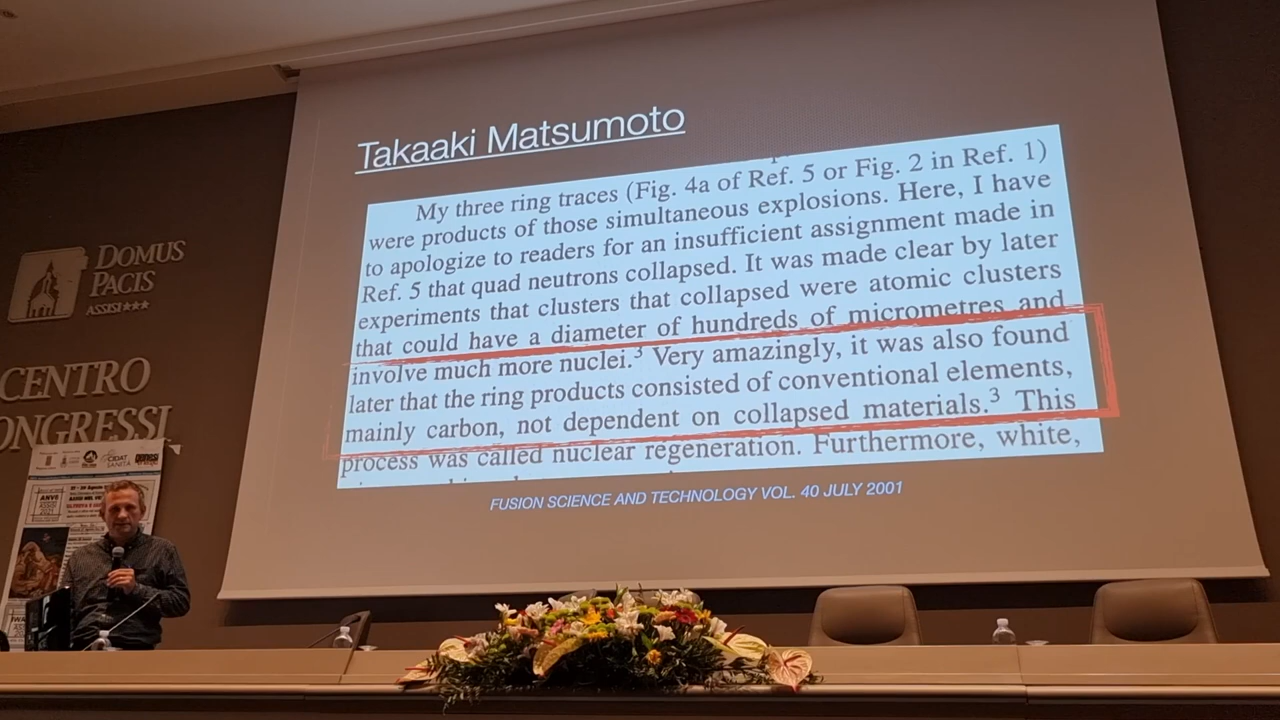 Takaaki Matsumoto
My three ring traces (Fig. 4a of Ref. 5 or Fig. 2 in Ref. 1)
were products of those simultaneous explosions. Here, I have
to apologize to readers for an insufficient assignment made in
Ref. 5 that quad neutrons collapsed. It was made clear by later
experiments that clusters that collapsed were atomic clusters
that could have a diameter of hundreds of micrometres and
involve much more nuclei.3 Very amazingly, it was also found
later that the ring products consisted of conventional elements,
mainly carbon, not dependent on collapsed materials.3 This
process was called nuclear regeneration. Furthermore, white,
FUSION SCIENCE AND TECHNOLOGY VOL. 40 JULY 2001
DOMUS
PACIS
ASSISI★★★
CENTRO
ONGRESSI
CIDAT
SANITÀ